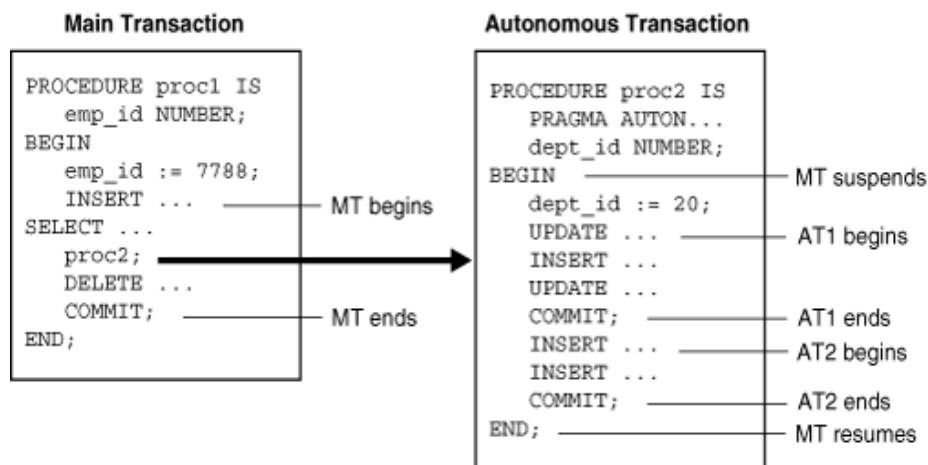 Main Transaction
PROCEDURE proc1 IS
emp_id NUMBER;
BEGIN
emp_id := 7788;
INSERT ...
MT begins
SELECT ...
proc2;
DELETE ...
COMMIT;
MT ends
END;
Autonomous Transaction
PROCEDURE proc2 IS
PRAGMA AUTON...
dept_id NUMBER;
BEGIN
MT suspends
dept_id := 20;
UPDATE ...
AT1 begins
INSERT ...
UPDATE ...
COMMIT;
AT1 ends
INSERT ...
AT2 begins
INSERT ...
COMMIT;
AT2 ends
END;
MT resumes